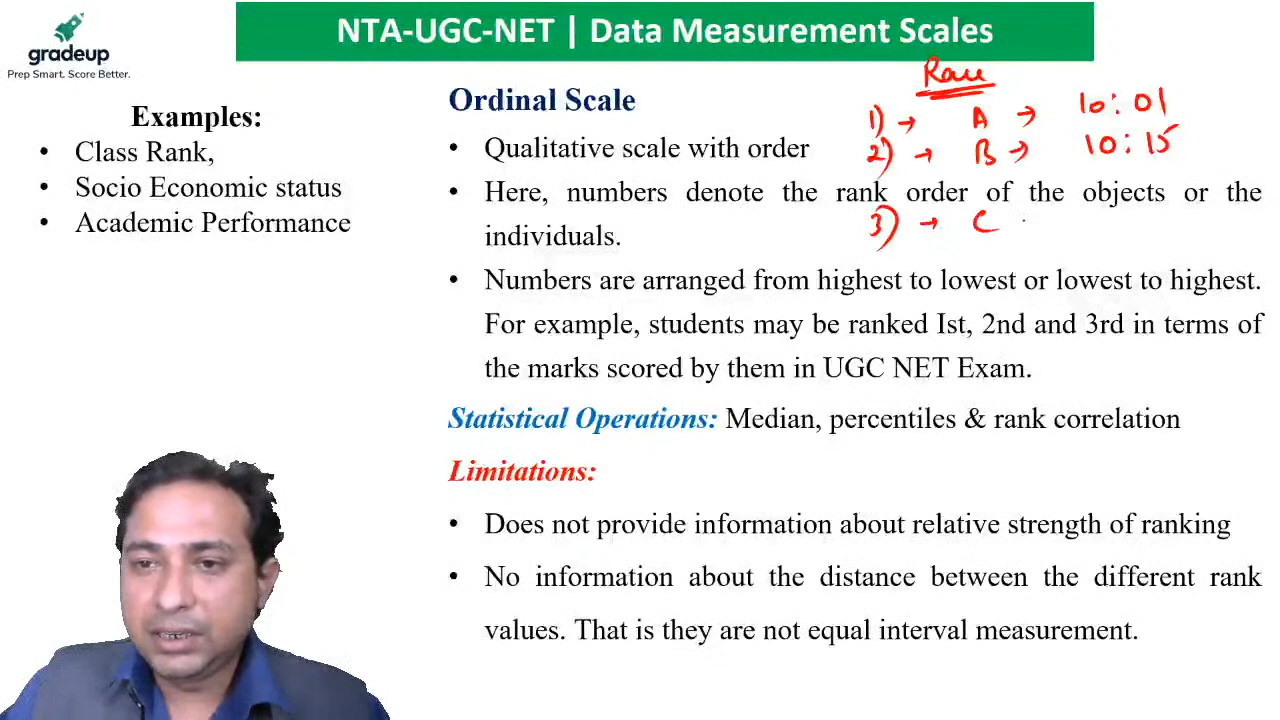 gradeup
Prep Smart. Score Better.
NTA-UGC-NET | Data Measurement Scales
Examples:
• Class Rank,
• Socio Economic status
• Academic Performance
Ordinal Scale
• Qualitative scale with order
• Here, numbers denote the rank order of the objects or the
individuals.
• Numbers are arranged from highest to lowest or lowest to highest.
For example, students may be ranked Ist, 2nd and 3rd in terms of
the marks scored by them in UGC NET Exam.
Statistical Operations: Median, percentiles & rank correlation
Limitations:
• Does not provide information about relative strength of ranking
• No information about the distance between the different rank
values. That is they are not equal interval measurement.
Race
1) → A → 10:01
2) → B → 10:15
3) → C